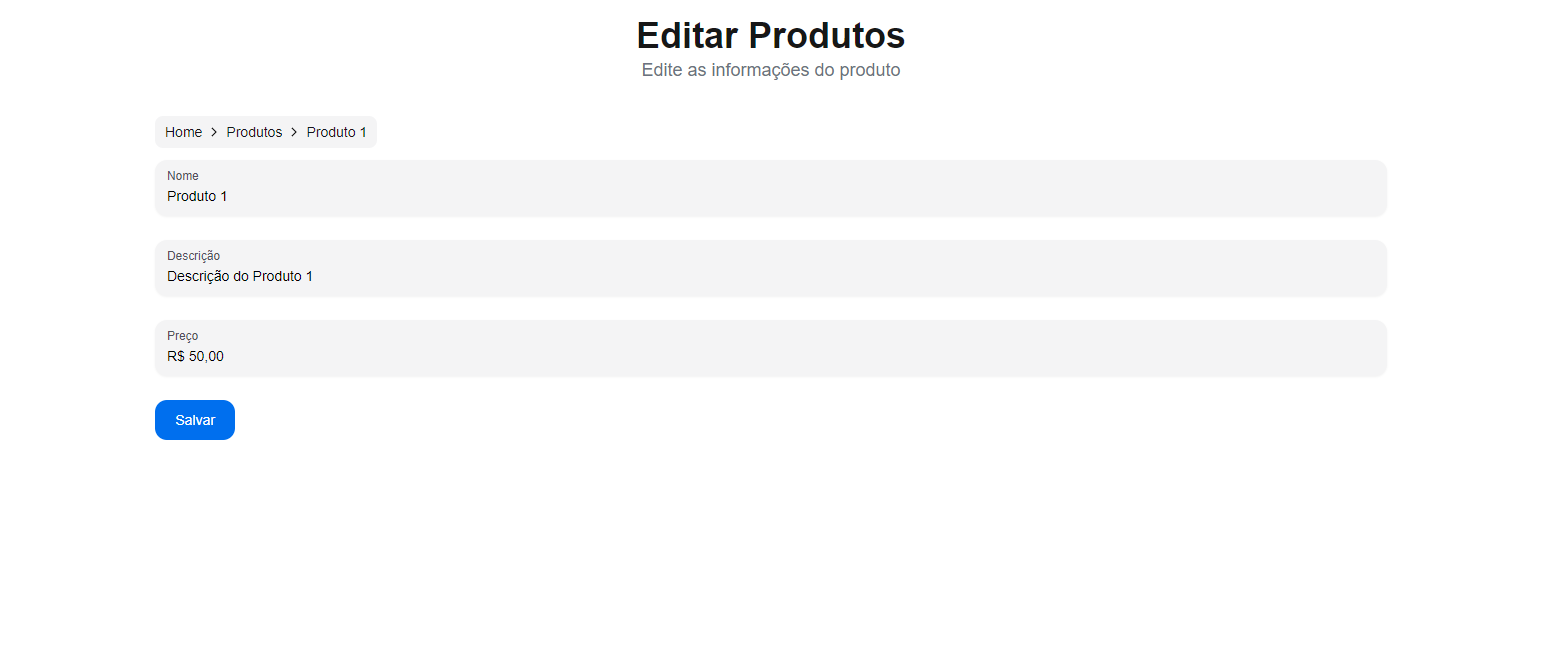 Editar Produtos
Edite as informações do produto
Home > Produtos > Produto 1
Nome
Produto 1
Descrição
Descrição do Produto 1
Preço
R$ 50,00
Salvar